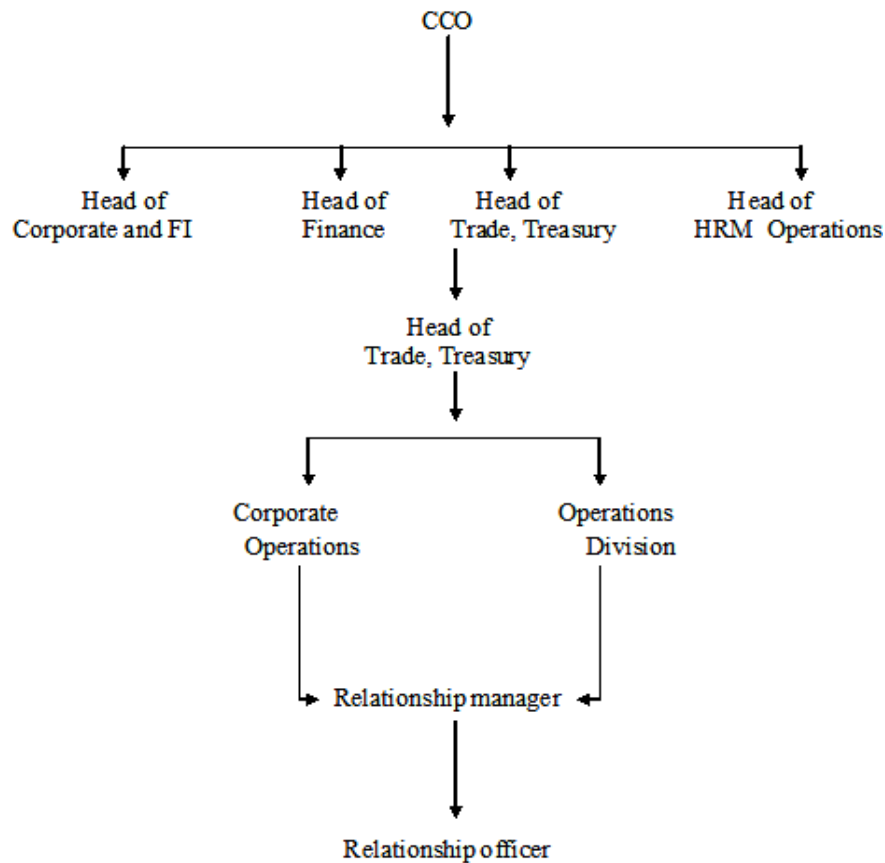 CCO
Head of
Corporate and FI
Head of
Finance
Head of
Trade, Treasury
Head of
HRM Operations
Head of
Trade, Treasury
Corporate
Operations
Operations
Division
Relationship manager
Relationship officer